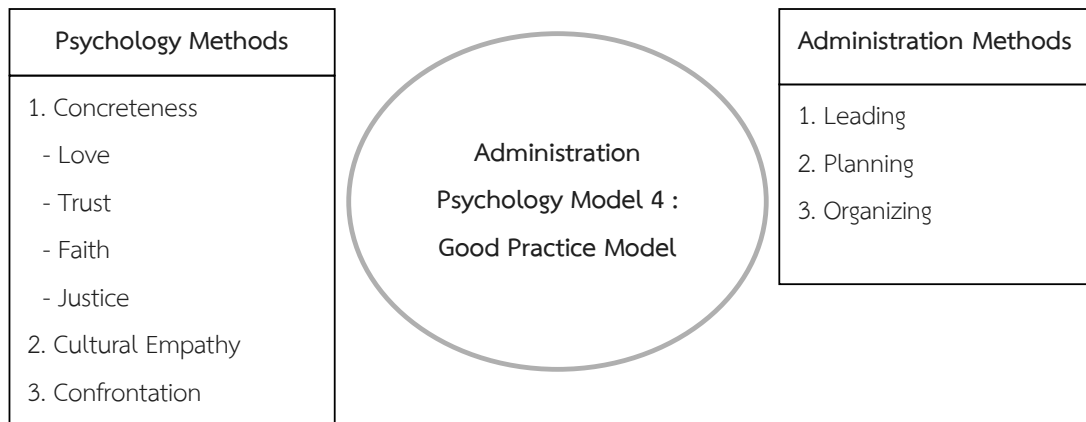 Psychology Methods
1. Concreteness
- Love
- Trust
- Faith
- Justice
2. Cultural Empathy
3. Confrontation
Administration
Psychology Model 4 :
Good Practice Model
Administration Methods
1. Leading
2. Planning
3. Organizing